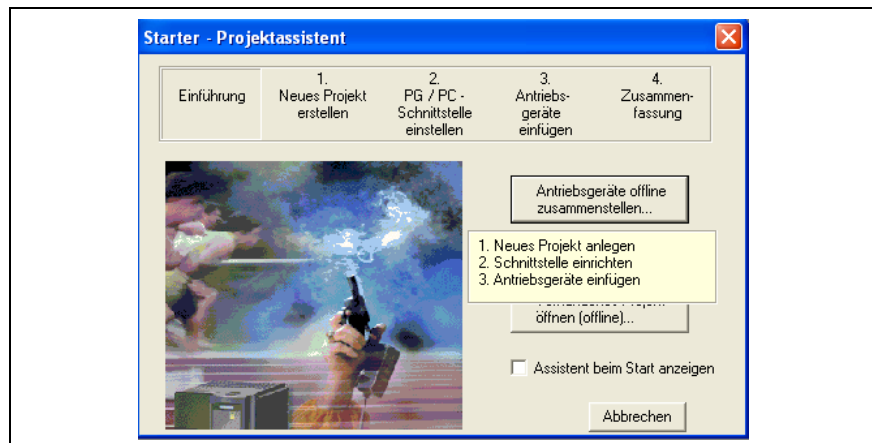 Starter - Projektassistent
Einführung
1.
Neues Projekt
erstellen
2.
PG / PC -
Schnittstelle
einstellen
3.
Antriebs-
geräte
einfügen
4.
Zusammen-
fassung
Antriebsgeräte offline
zusammenstellen...
1. Neues Projekt anlegen
2. Schnittstelle einrichten
3. Antriebsgeräte einfügen
öffnen (offline)...
Assistent beim Start anzeigen
Abbrechen